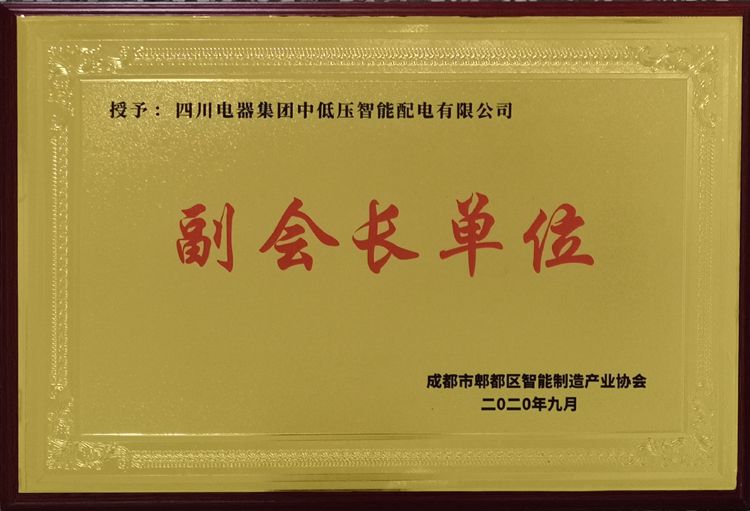 授予：四川电器集团中低压智能配电有限公司
副会长单位
成都市郫都区智能制造产业协会
二〇二〇年九月